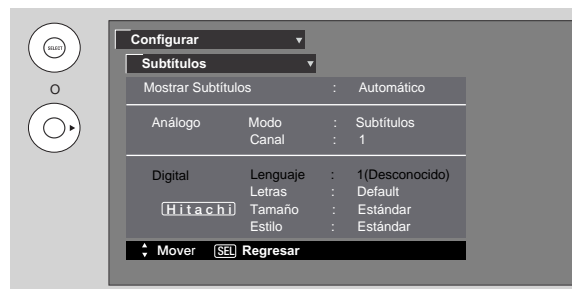 SELECT
O
Configurar
Subtítulos
Mostrar Subtítulos : Automático
Análogo Modo : Subtítulos
Canal : 1
Digital Lenguaje : 1(Desconocido)
Letras : Default
Hitachi Tamaño : Estándar
Estilo : Estándar
Mover SEL Regresar